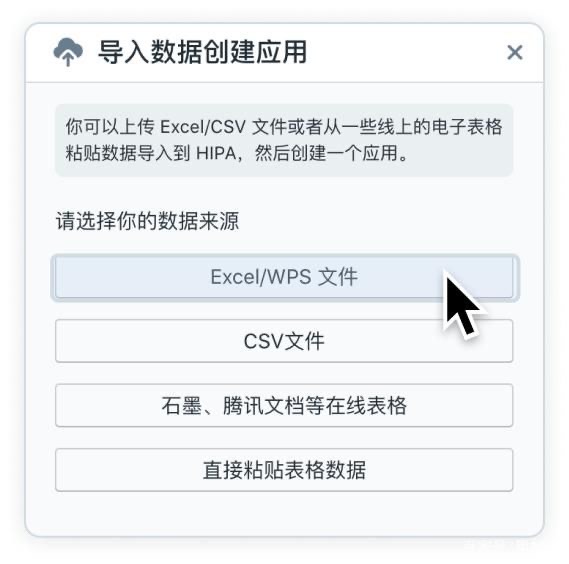 导入数据创建应用
你可以上传 Excel/CSV 文件或者从一些线上的电子表格
粘贴数据导入到 HIPA，然后创建一个应用。
请选择你的数据来源
Excel/WPS 文件
CSV文件
石墨、腾讯文档等在线表格
直接粘贴表格数据